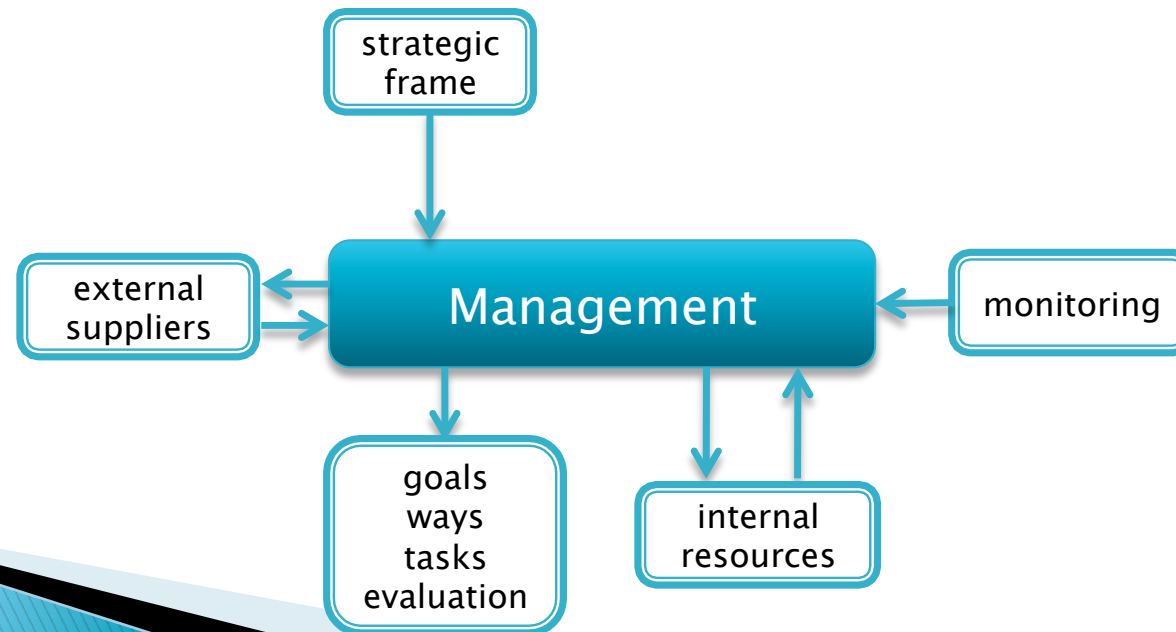 strategic
frame
external
suppliers
Management
monitoring
goals
ways
tasks
evaluation
internal
resources